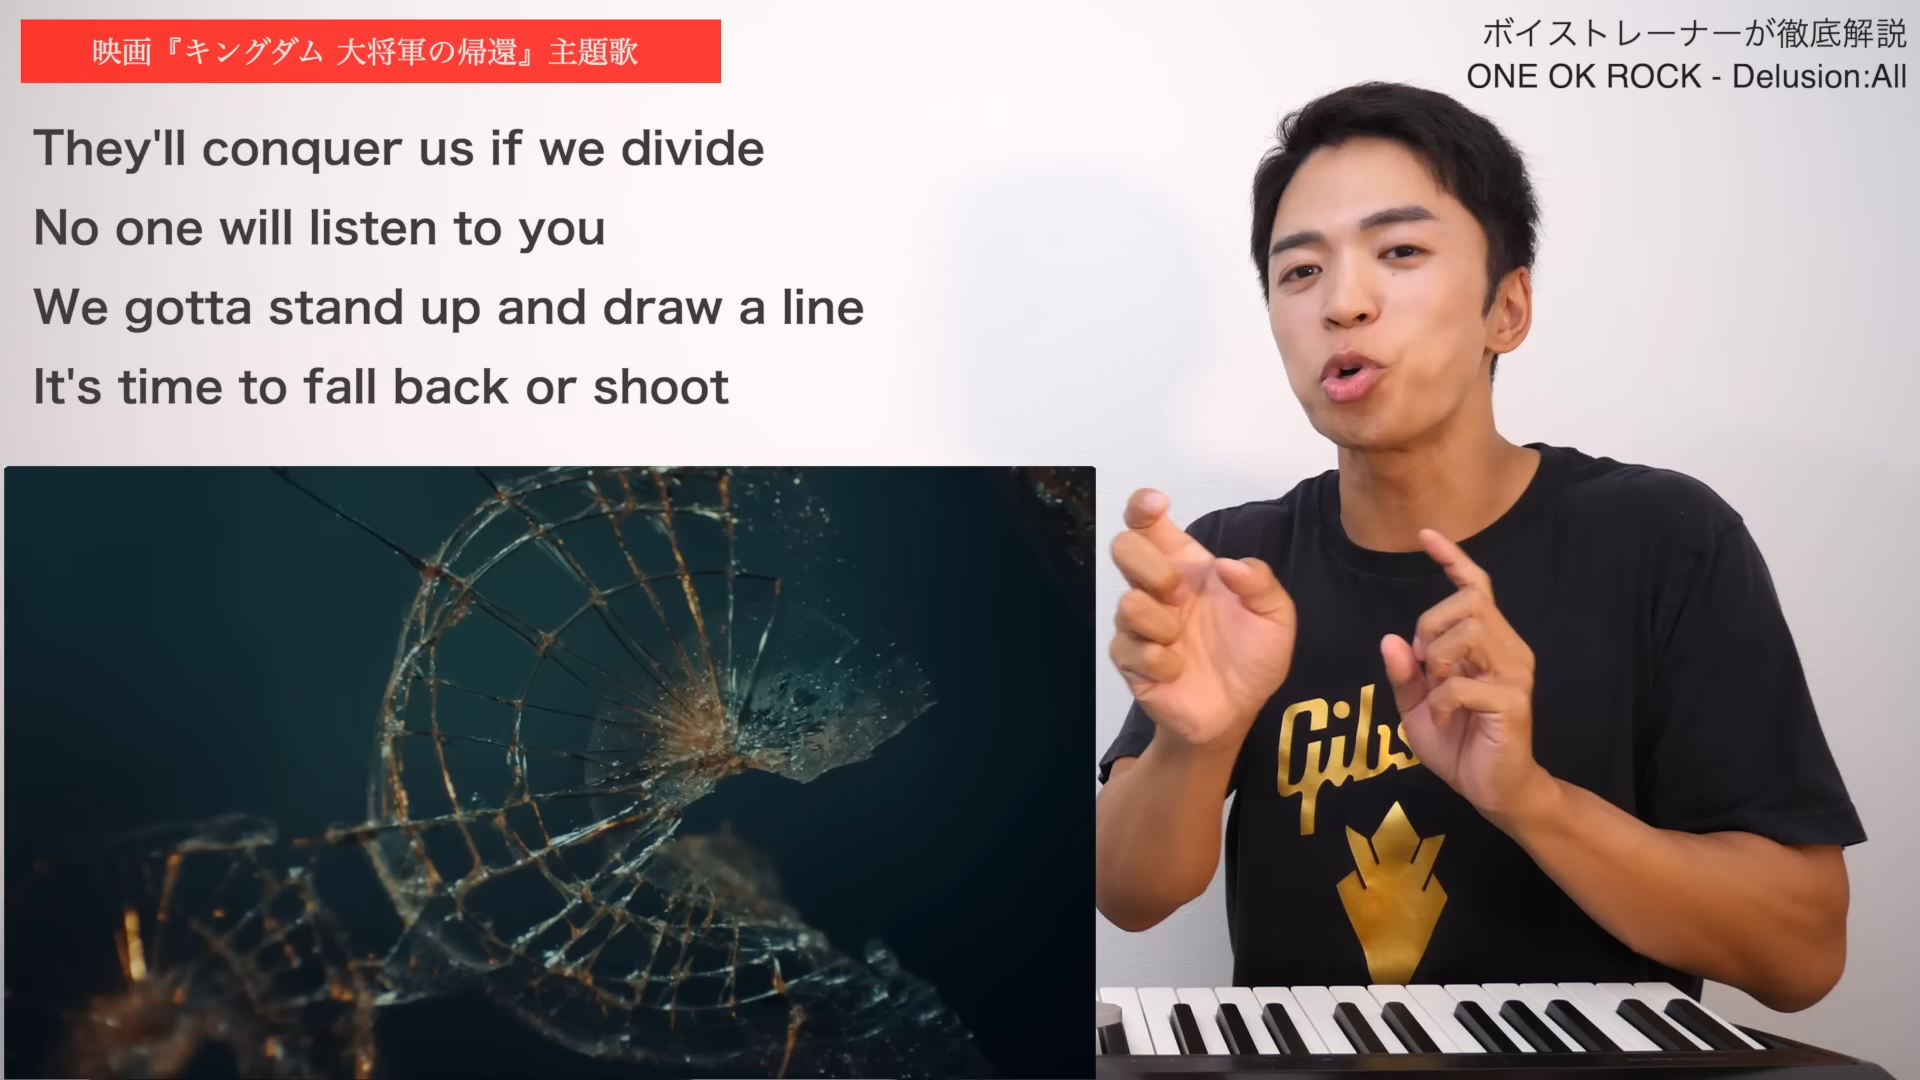 映画『キングダム 大将軍の帰還』主題歌
ボイストレーナーが徹底解説
ONE OK ROCK - Delusion:All
They'll conquer us if we divide
No one will listen to you
We gotta stand up and draw a line
It's time to fall back or shoot